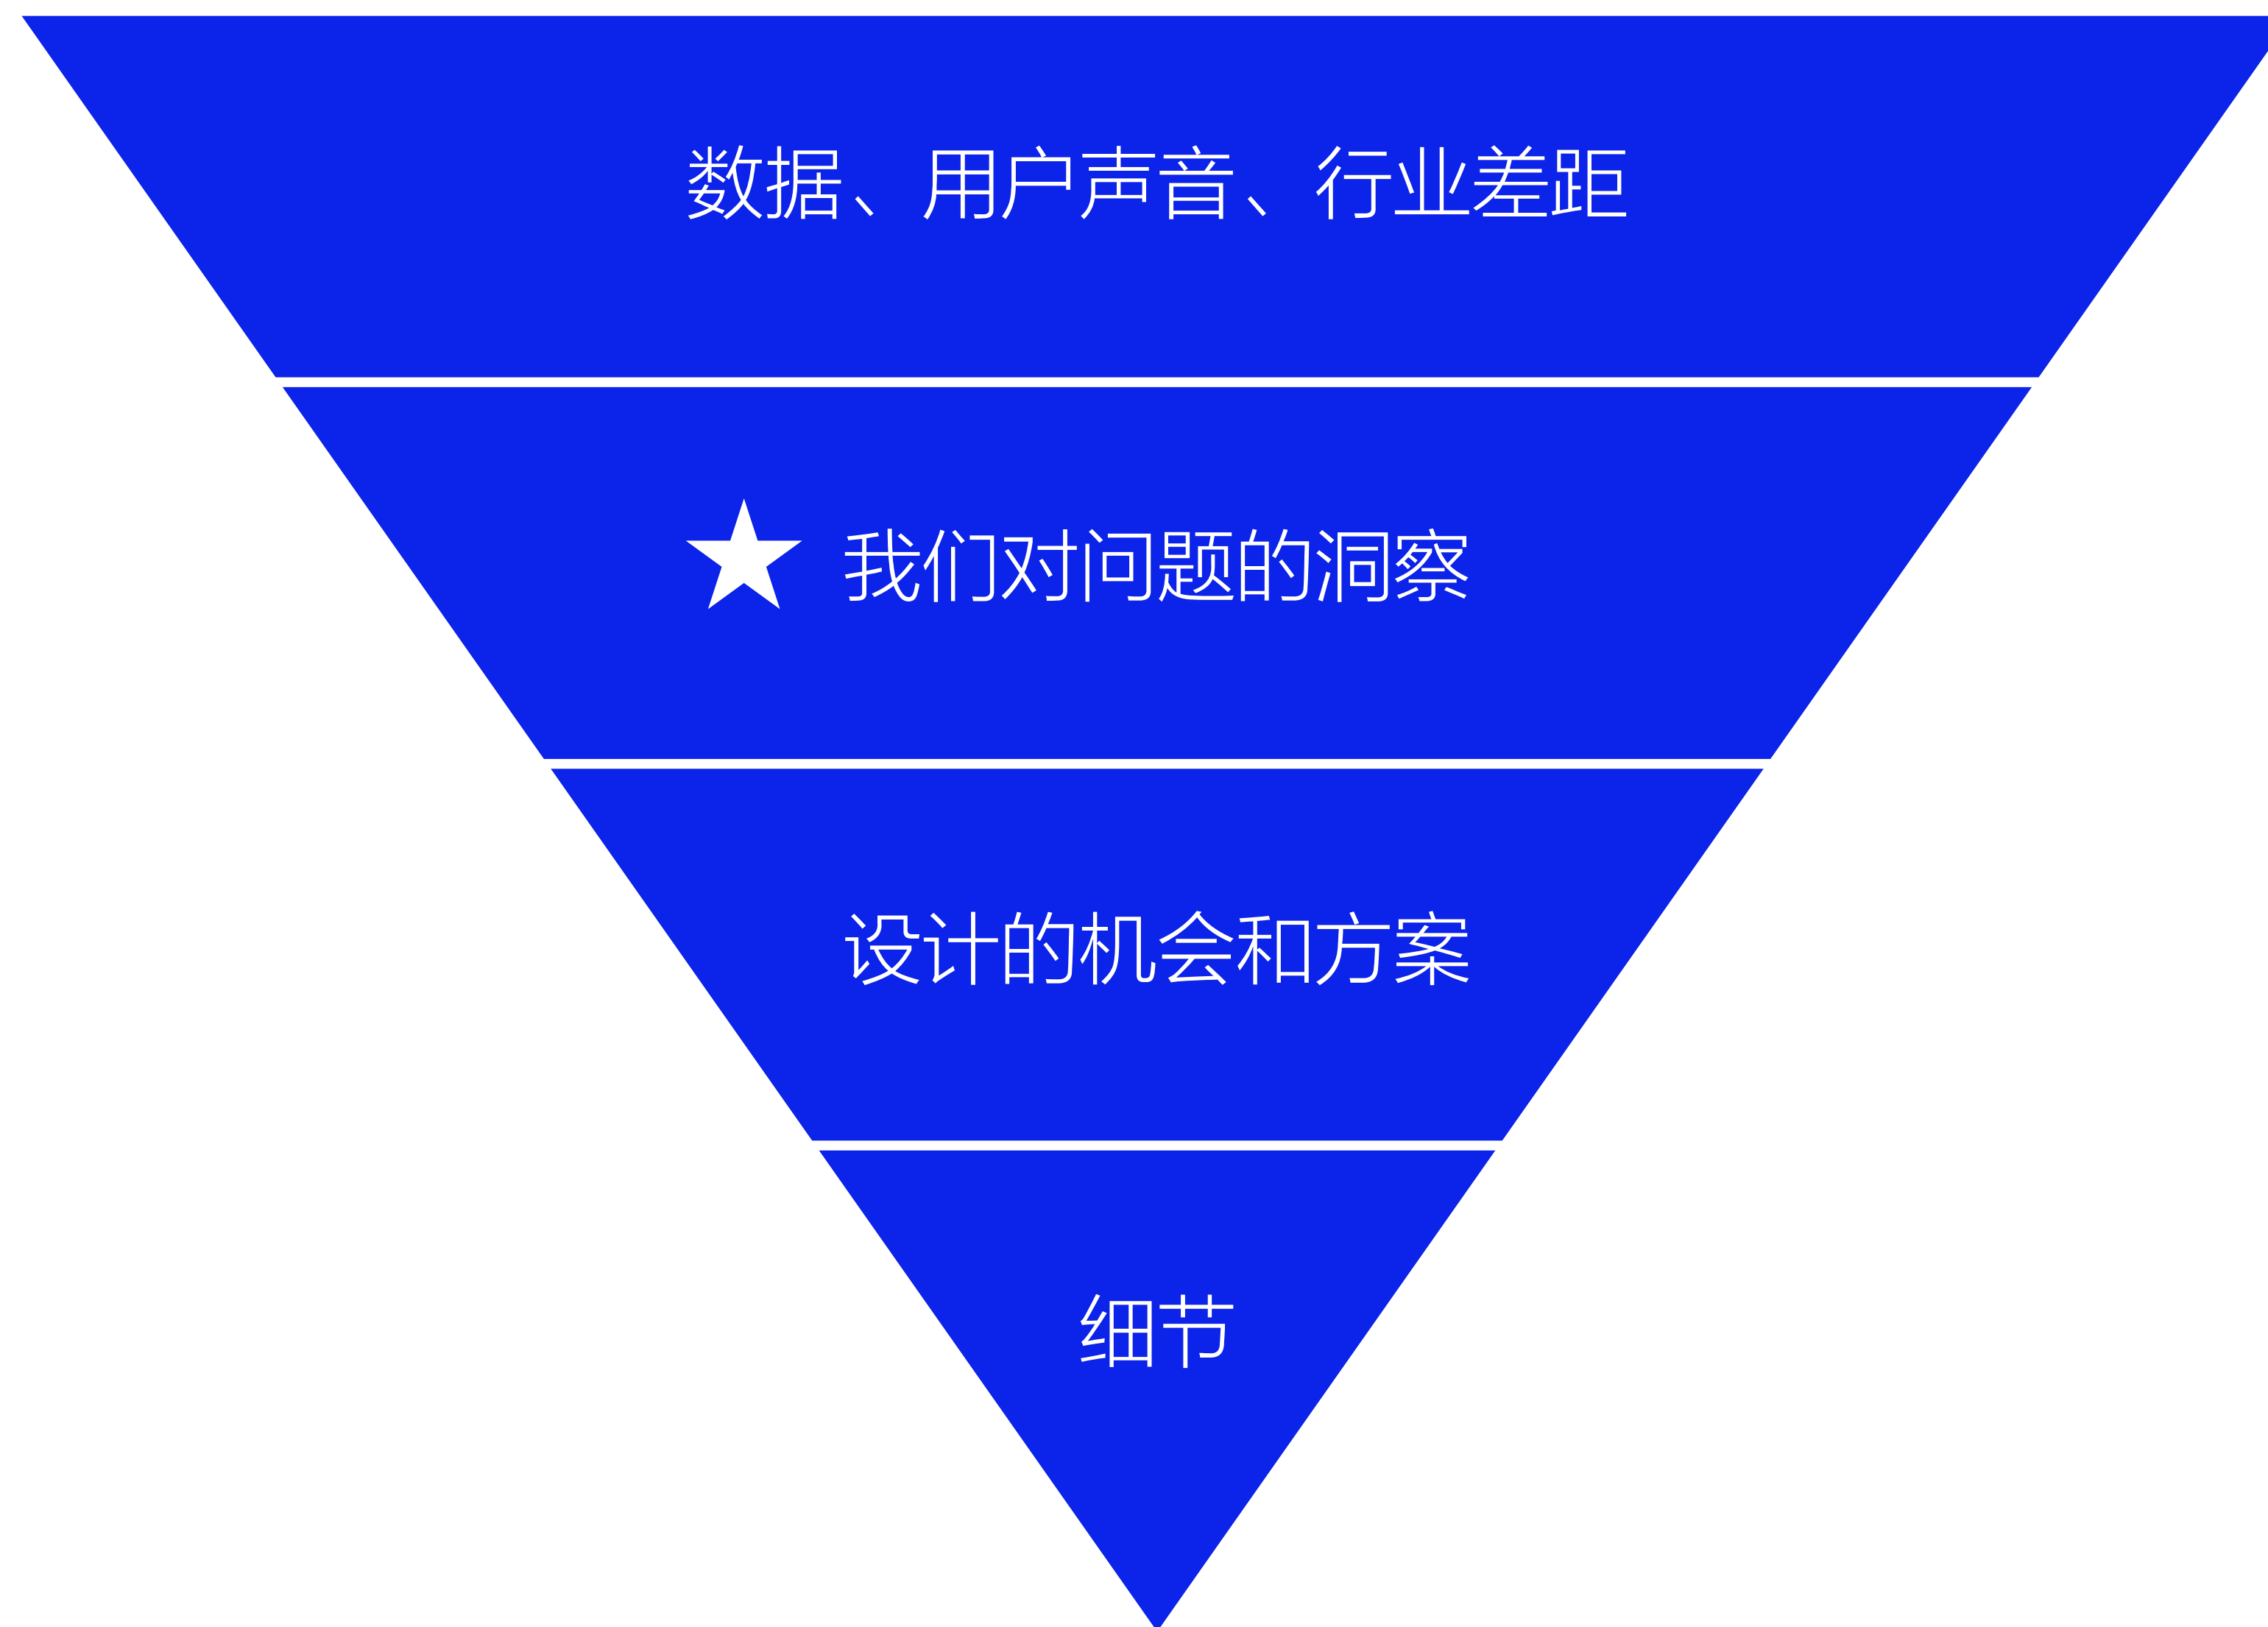 数据、用户声音、行业差距
★ 我们对问题的洞察
设计的机会和方案
细节